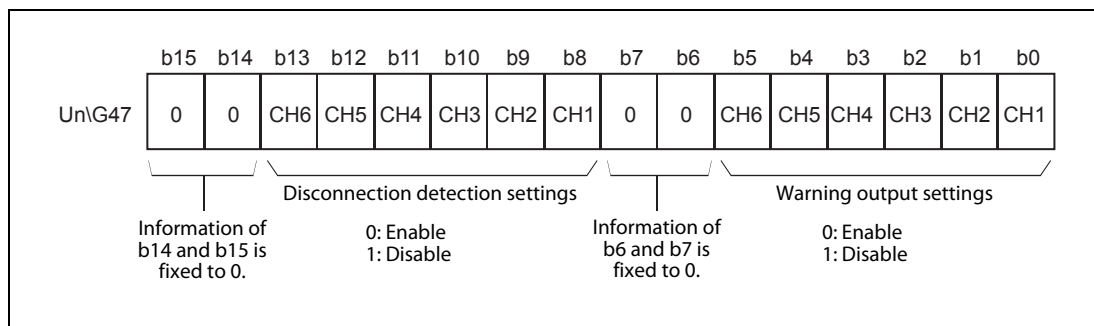 b15 b14 b13 b12 b11 b10 b9 b8 b7 b6 b5 b4 b3 b2 b1 b0
Un\G47 0 0 CH6 CH5 CH4 CH3 CH2 CH1 0 0 CH6 CH5 CH4 CH3 CH2 CH1
Disconnection detection settings
Warning output settings
Information of
b14 and b15 is
fixed to 0.
0: Enable
1: Disable
Information of
b6 and b7 is
fixed to 0.
0: Enable
1: Disable